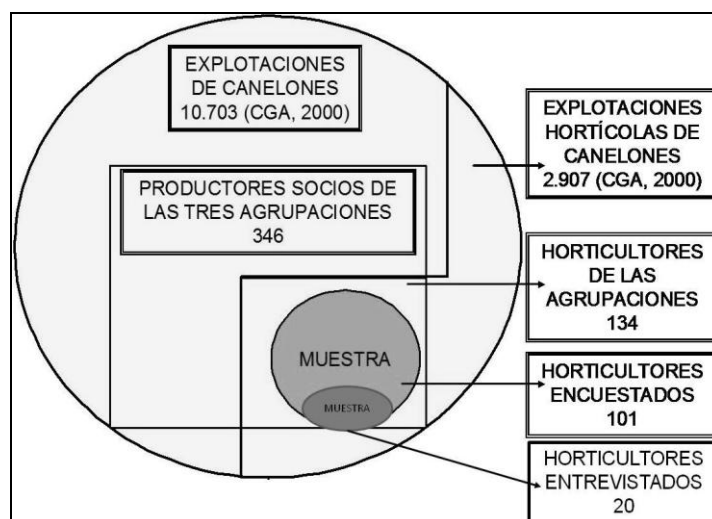 EXPLOTACIONES
DE CANELONES
10.703 (CGA, 2000)
PRODUCTORES SOCIOS DE
LAS TRES AGRUPACIONES
346
MUESTRA
MUESTRA
EXPLOTACIONES
HORTÍCOLAS DE
CANELONES
2.907 (CGA, 2000)
HORTICULTORES
DE LAS
AGRUPACIONES
134
HORTICULTORES
ENCUESTADOS
101
HORTICULTORES
ENTREVISTADOS
20